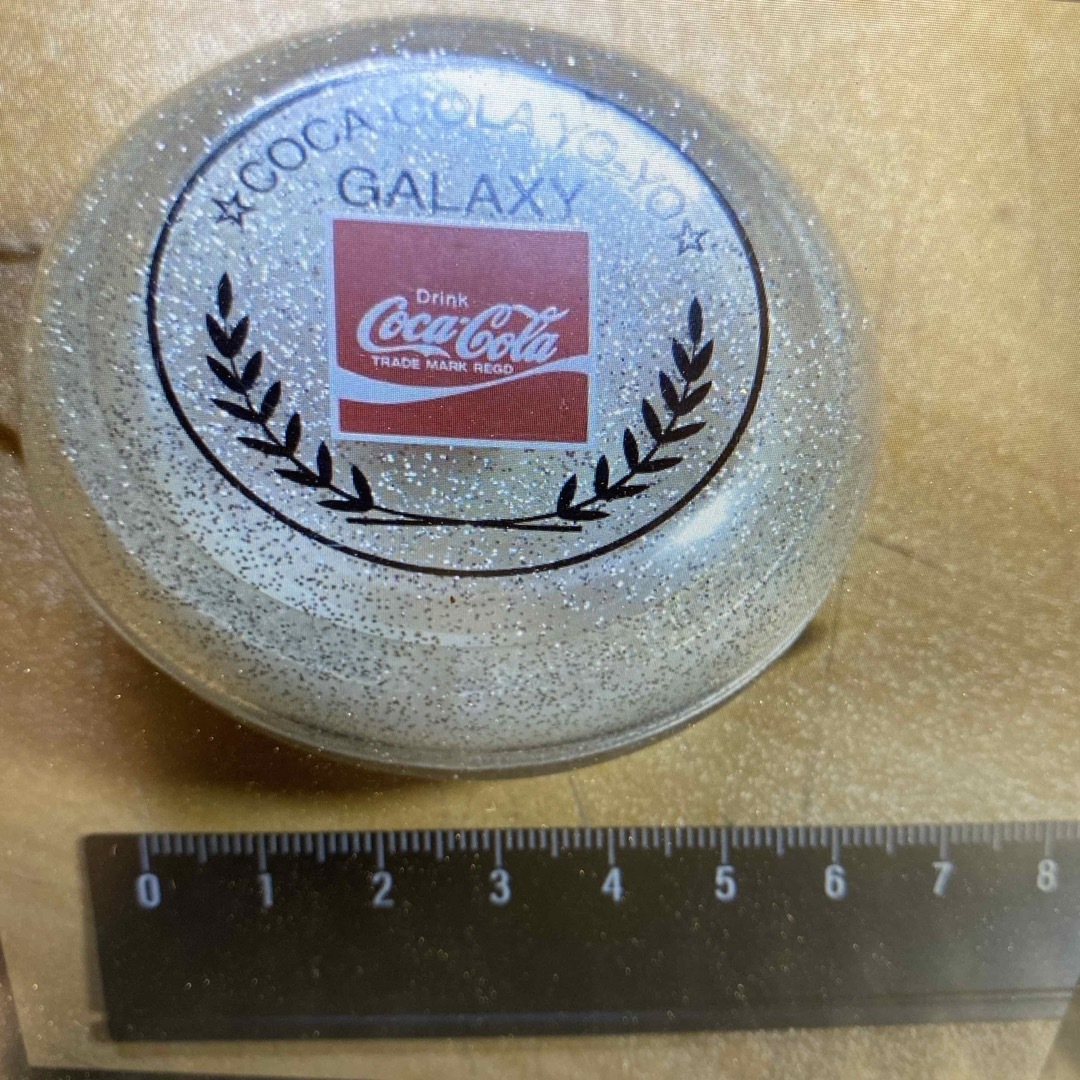 ☆COCA COLA YO-YO☆
GALAXY
Drink
Coca-Cola
TRADE MARK REGD
0 1 2 3 4 5 6 7 8